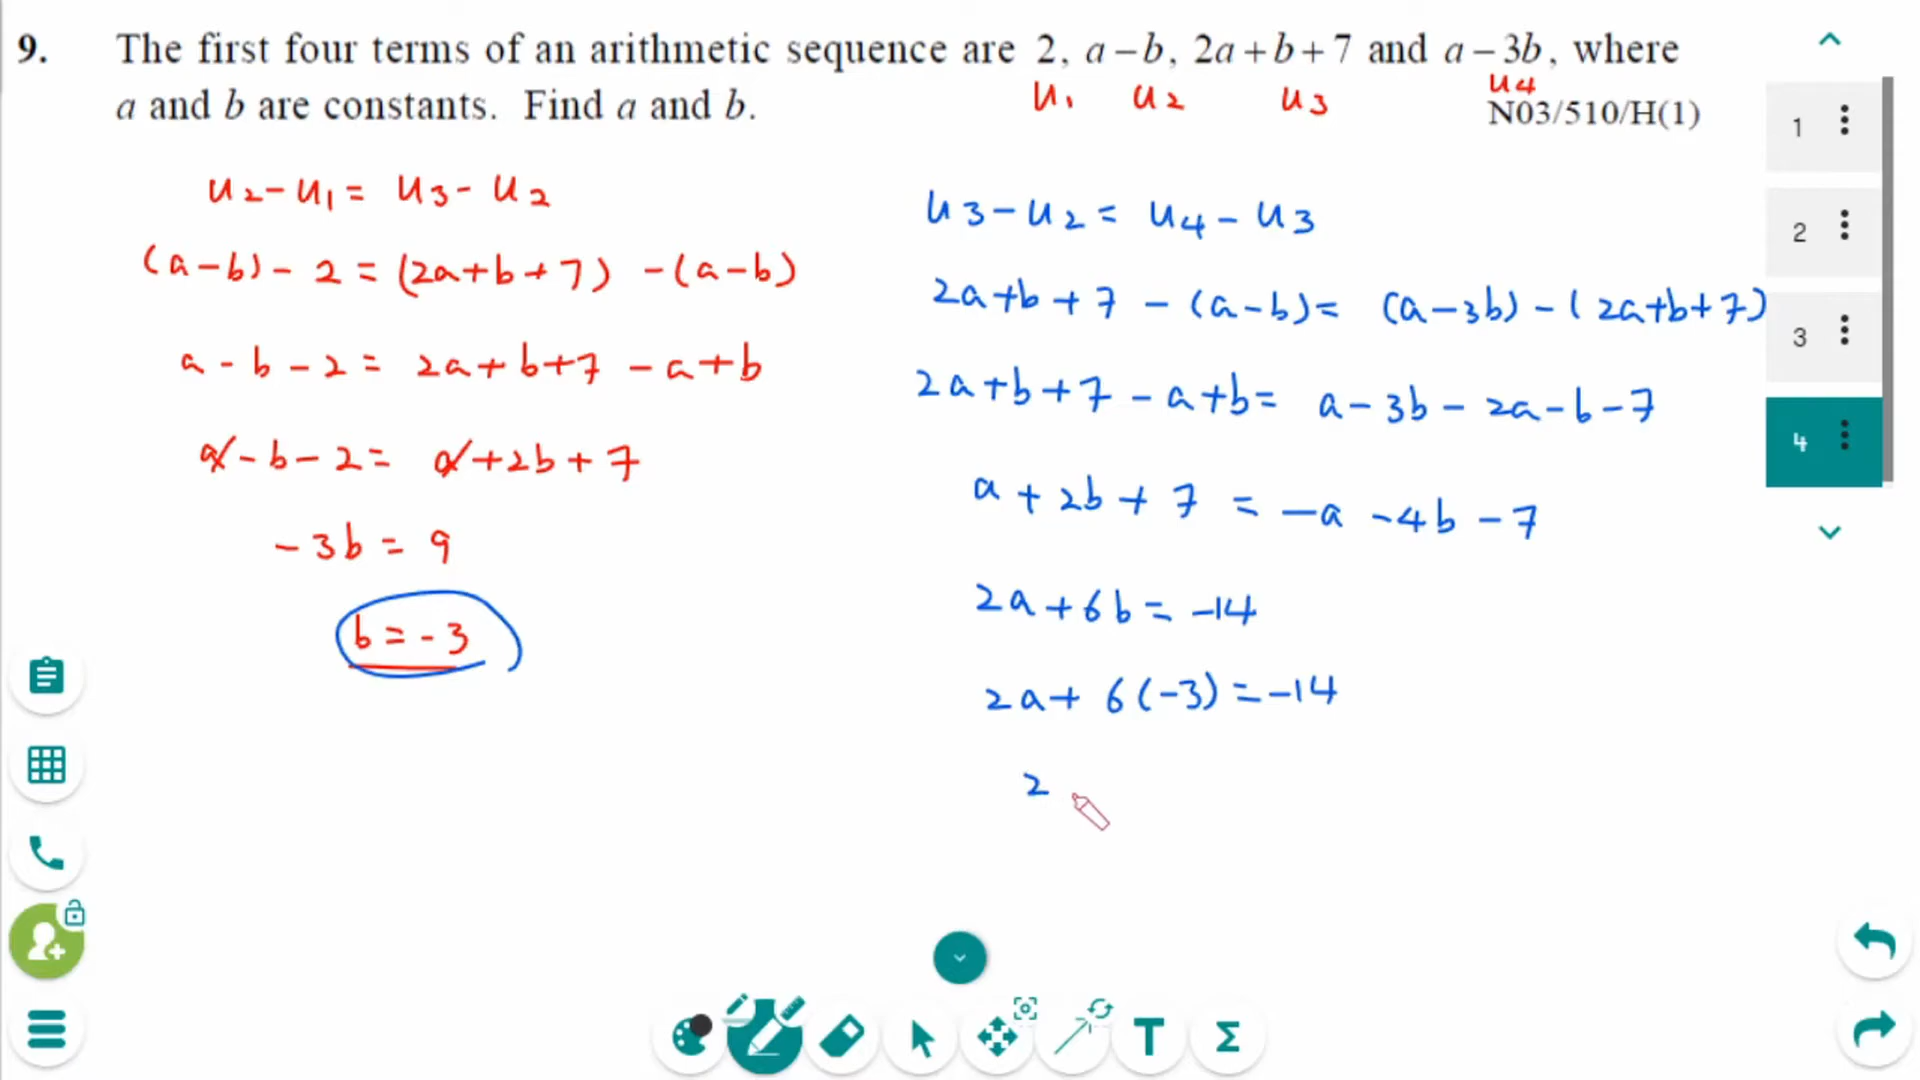 9. The first four terms of an arithmetic sequence are 2, a−b, 2a+b+7 and a−3b, where
u1 u2 u3 u4
a and b are constants. Find a and b. N03/510/H(1)
u2-u1= u3-u2
(a-b)-2=(2a+b+7)-(a-b)
a-b-2= 2a+b+7-a+b
a-b-2= a+2b+7
-3b=9
b=-3
u3-u2= u4-u3
2a+b+7-(a-b)= (a-3b)-(2a+b+7)
2a+b+7-a+b= a-3b-2a-b-7
a+2b+7 = -a-4b-7
2a+6b=-14
2a+ 6(-3)=-14
2
1
2
3
4
T Σ